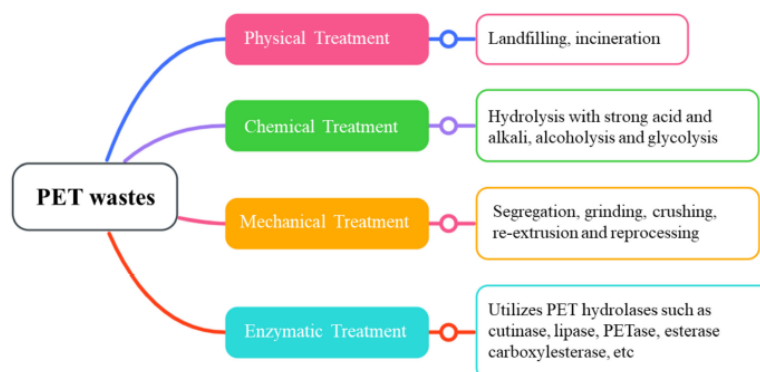 PET wastes
Physical Treatment
Landfilling, incineration
Chemical Treatment
Hydrolysis with strong acid and
alkali, alcoholysis and glycolysis
Mechanical Treatment
Segregation, grinding, crushing,
re-extrusion and reprocessing
Enzymatic Treatment
Utilizes PET hydrolases such as
cutinase, lipase, PETase, esterase
carboxylesterase, etc